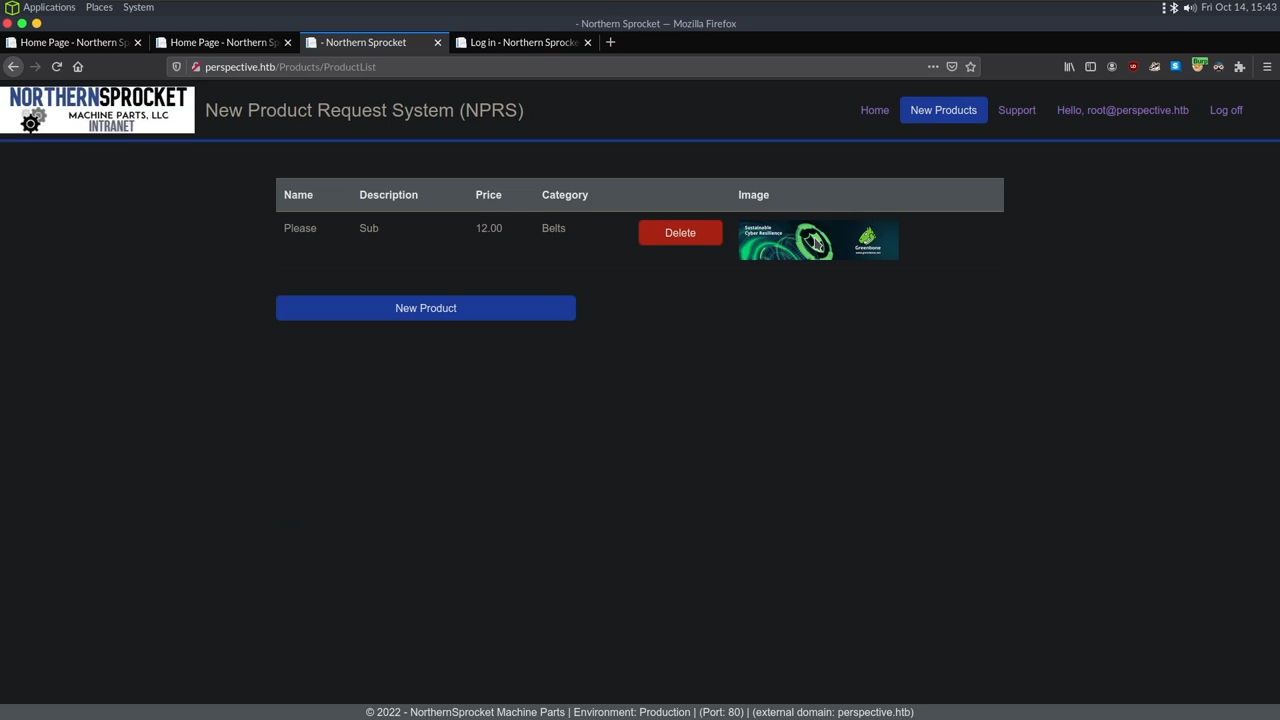 Applications Places System Fri Oct 14, 15:43
- Northern Sprocket — Mozilla Firefox
Home Page - Northern Sp Home Page - Northern Sp - Northern Sprocket Log in - Northern Sprocke
perspective.htb/Products/ProductList
NORTHERNSPROCKET
MACHINE PARTS, LLC
INTRANET
New Product Request System (NPRS)
Home New Products Support Hello, root@perspective.htb Log off
Name Description Price Category Image
Please Sub 12.00 Belts Delete
Sustainable
Cyber Resilience
Greenbone
New Product
© 2022 - NorthernSprocket Machine Parts | Environment: Production | (Port: 80) | (external domain: perspective.htb)